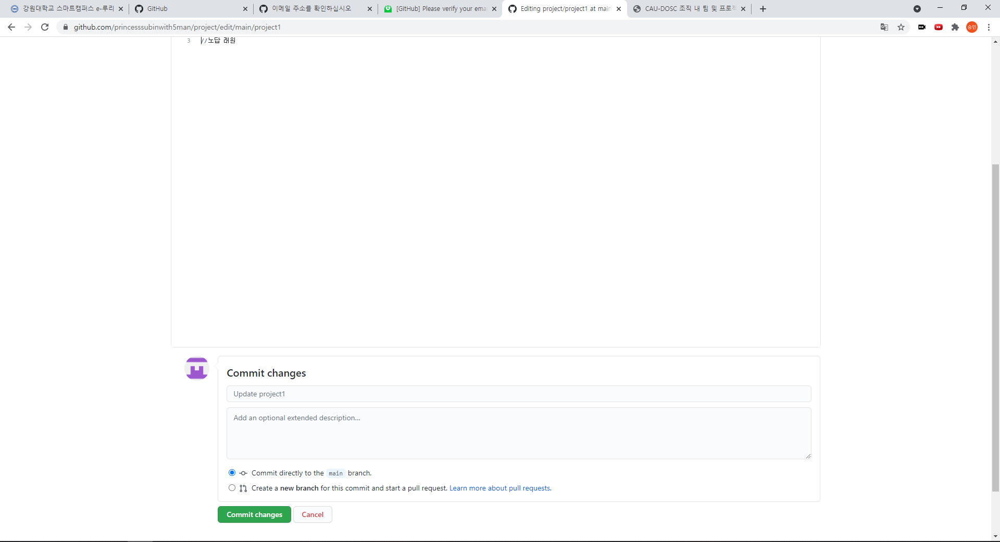 강원대학교 스마트캠퍼스 e-루리
GitHub
이메일 주소를 확인하십시오
[GitHub] Please verify your ema
Editing project/project1 at main
CAU-DOSC 조직 내 팀 및 프로젝
github.com/princesssubinwith5man/project/edit/main/project1
승민
3 //노답 래원
Commit changes
Update project1
Add an optional extended description...
Commit directly to the main branch.
Create a new branch for this commit and start a pull request. Learn more about pull requests.
Commit changes
Cancel